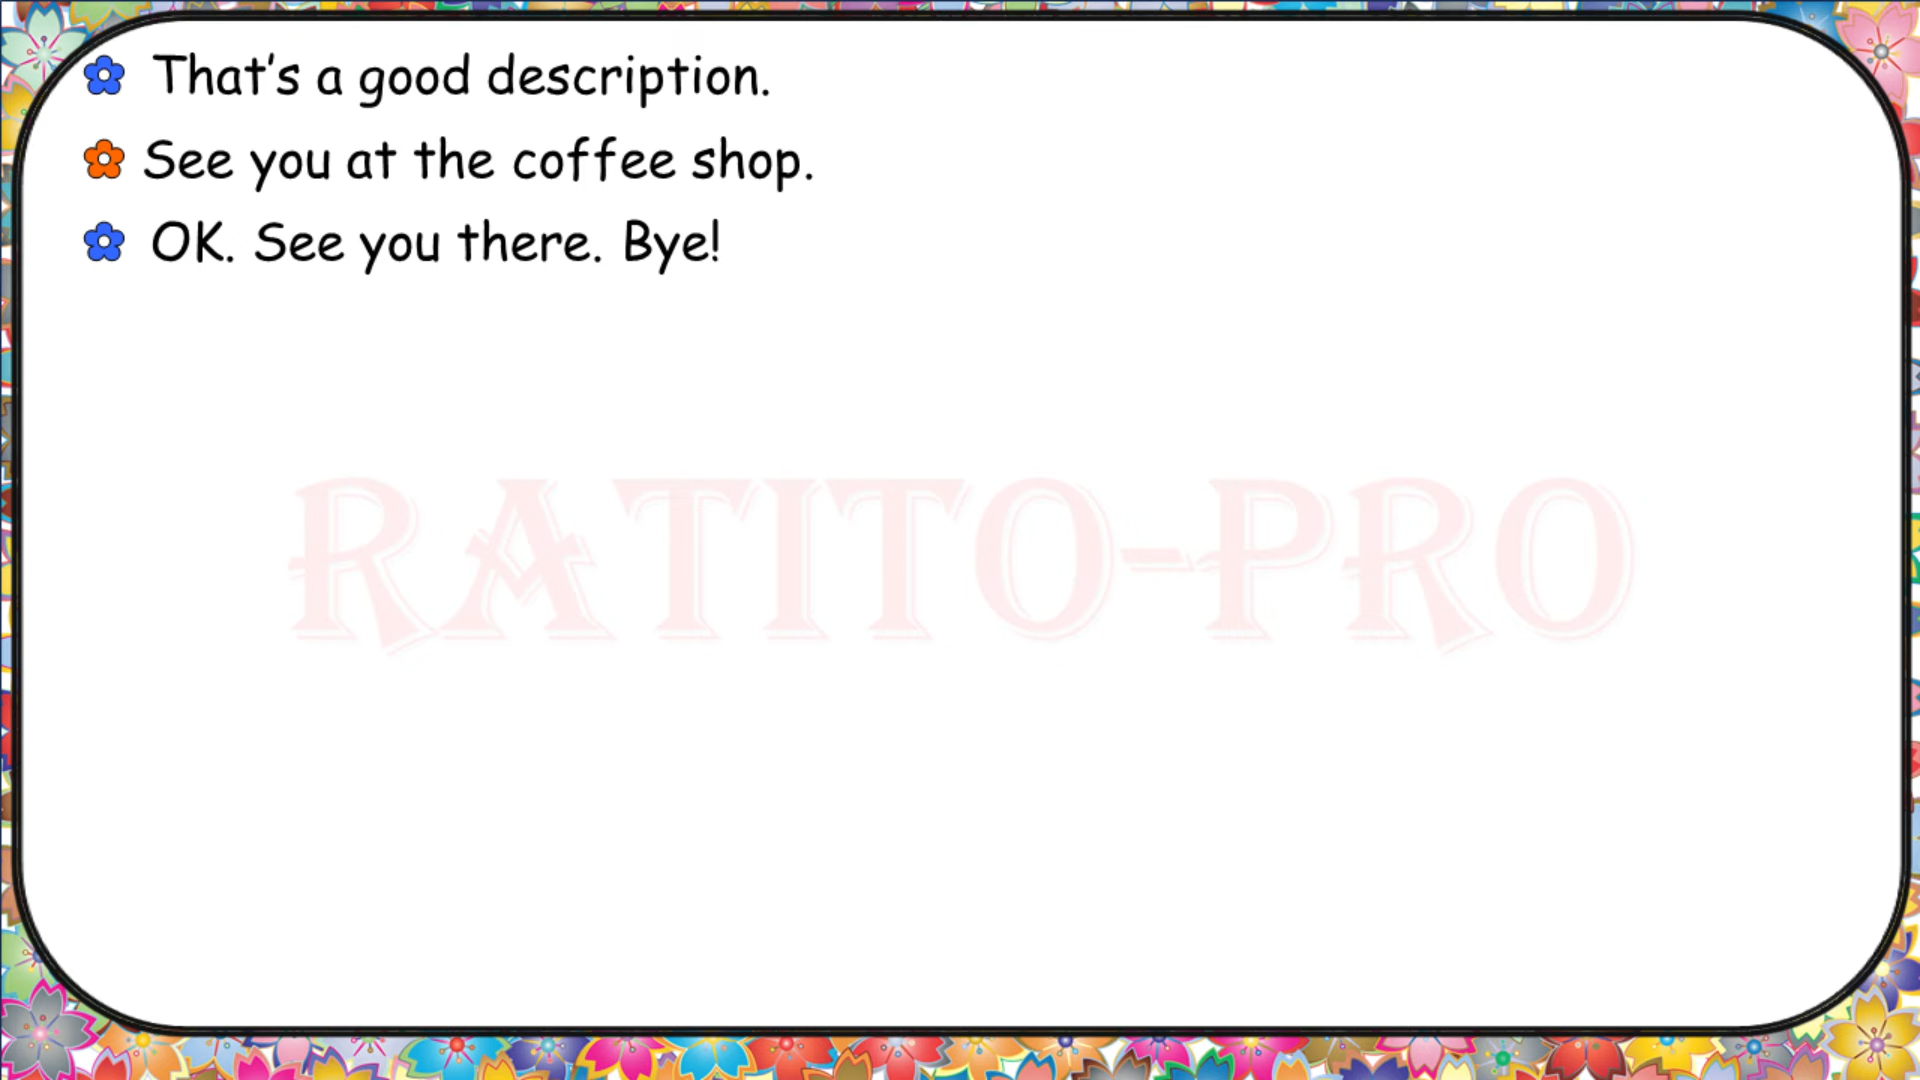 That's a good description.
See you at the coffee shop.
OK. See you there. Bye!
RATITO-PRO